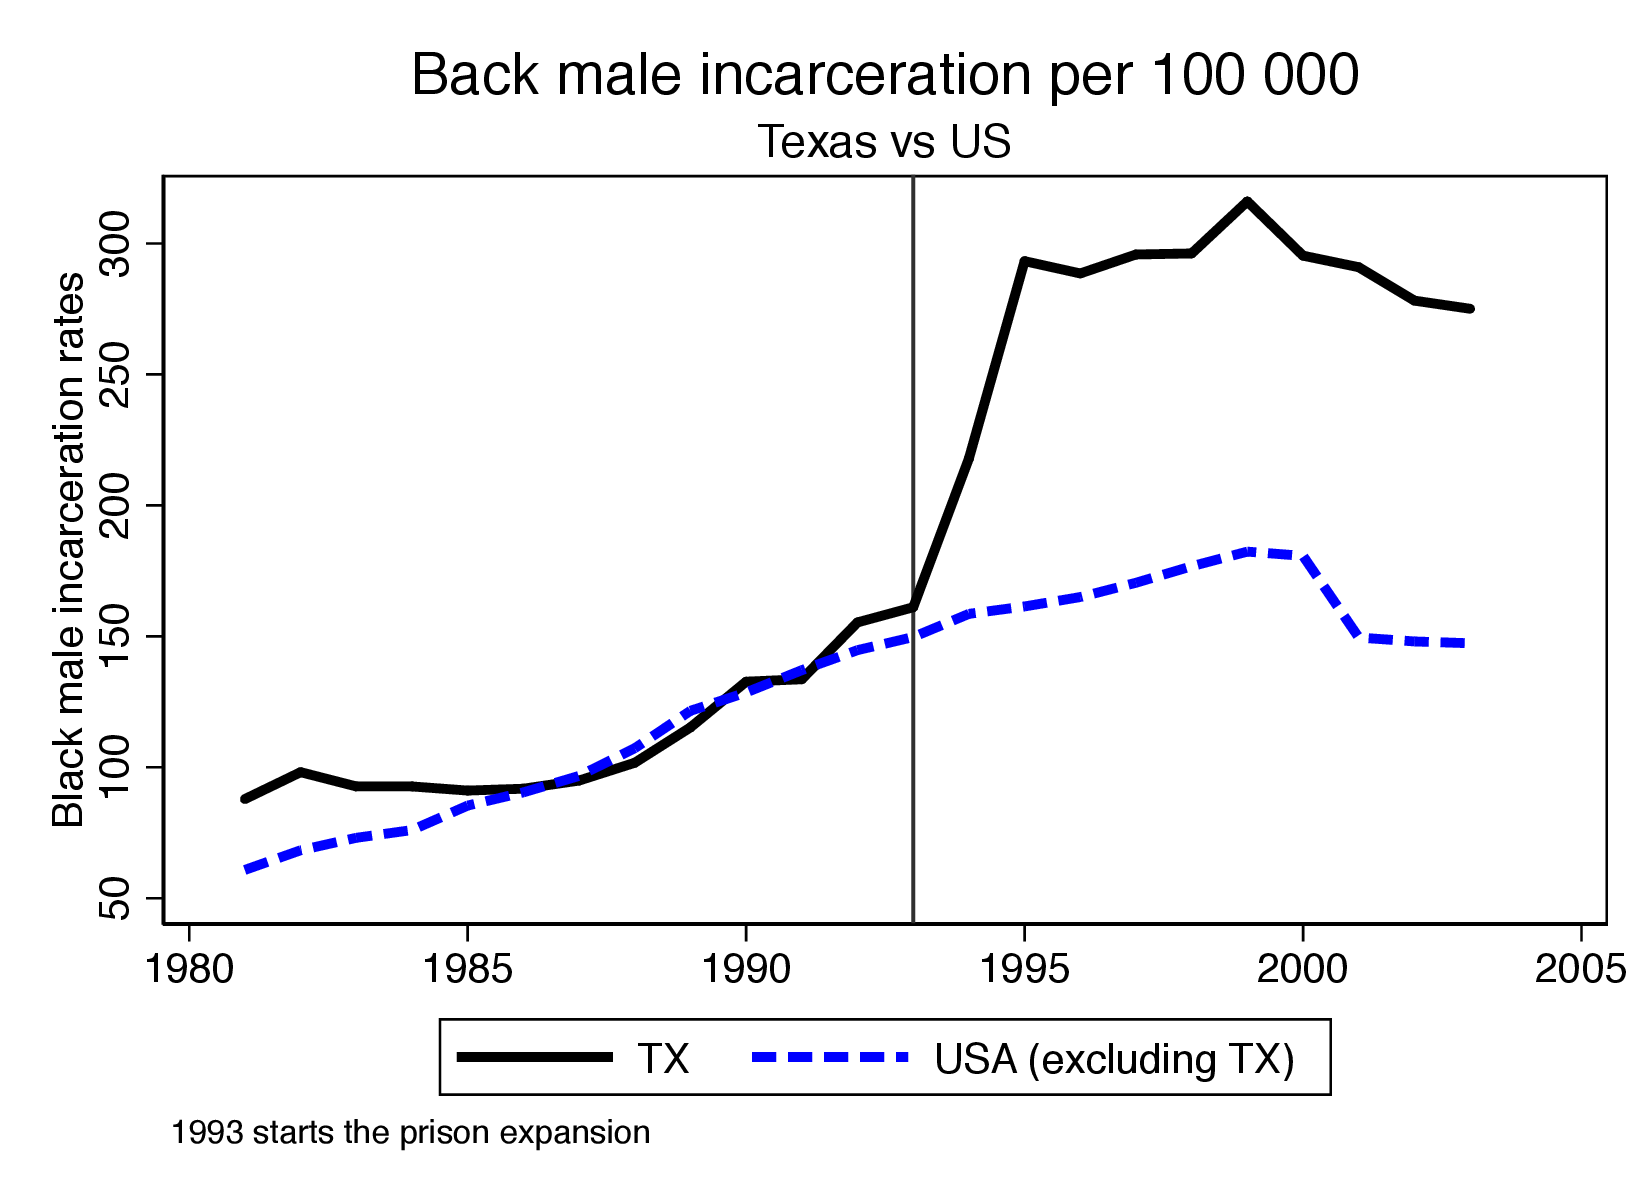 Back male incarceration per 100 000
Texas vs US
Black male incarceration rates
300
250
200
150
100
50
1980 1985 1990 1995 2000 2005
TX USA (excluding TX)
1993 starts the prison expansion